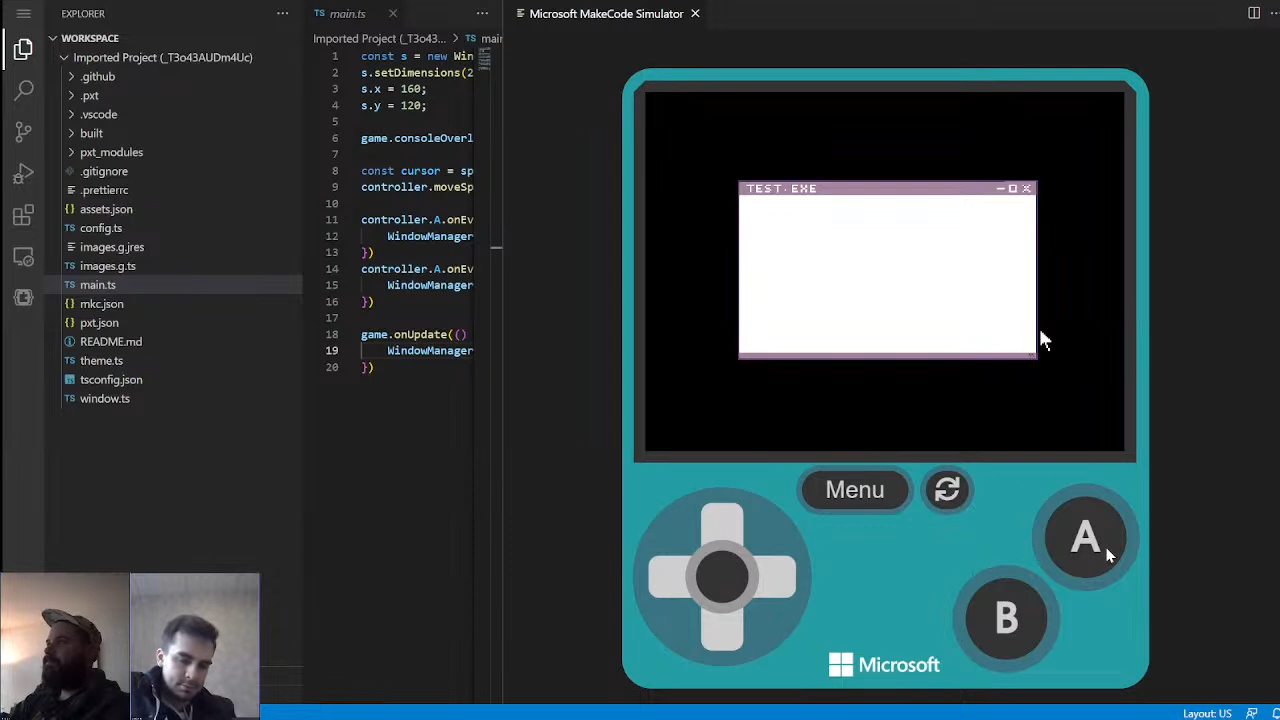 EXPLORER
WORKSPACE
Imported Project (_T3o43AUDm4Uc)
.github
.pxt
.vscode
built
pxt_modules
.gitignore
.prettierrc
assets.json
config.ts
images.g.jres
images.g.ts
main.ts
mkc.json
pxt.json
README.md
theme.ts
tsconfig.json
window.ts
TS main.ts
Imported Project (_T3o43... > TS main
1 const s = new Win
2 s.setDimensions(2
3 s.x = 160;
4 s.y = 120;
5
6 game.consoleOverl
7
8 const cursor = sp
9 controller.moveSp
10
11 controller.A.onEv
12 WindowManager
13 })
14 controller.A.onEv
15 WindowManager
16 })
17
18 game.onUpdate(()
19 WindowManager
20 })
Microsoft MakeCode Simulator
TEST.EXE
Menu
A
B
Microsoft
Layout: US